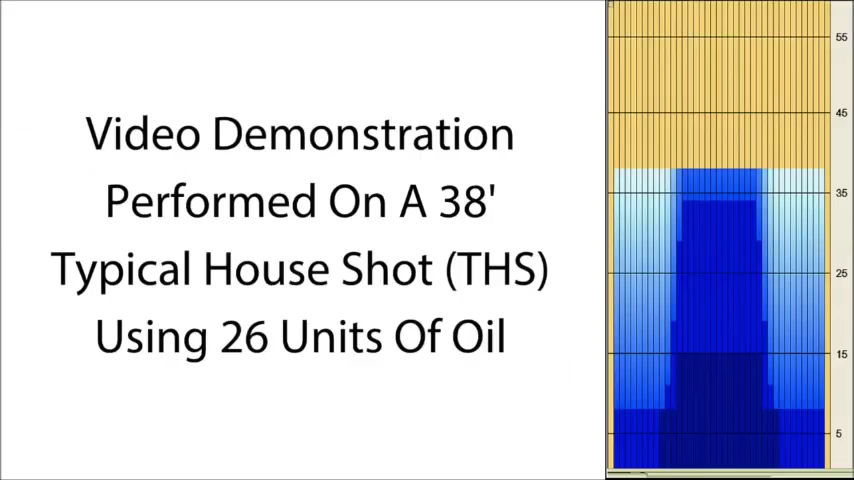 Video Demonstration
Performed On A 38'
Typical House Shot (THS)
Using 26 Units Of Oil
55
45
35
25
15
5